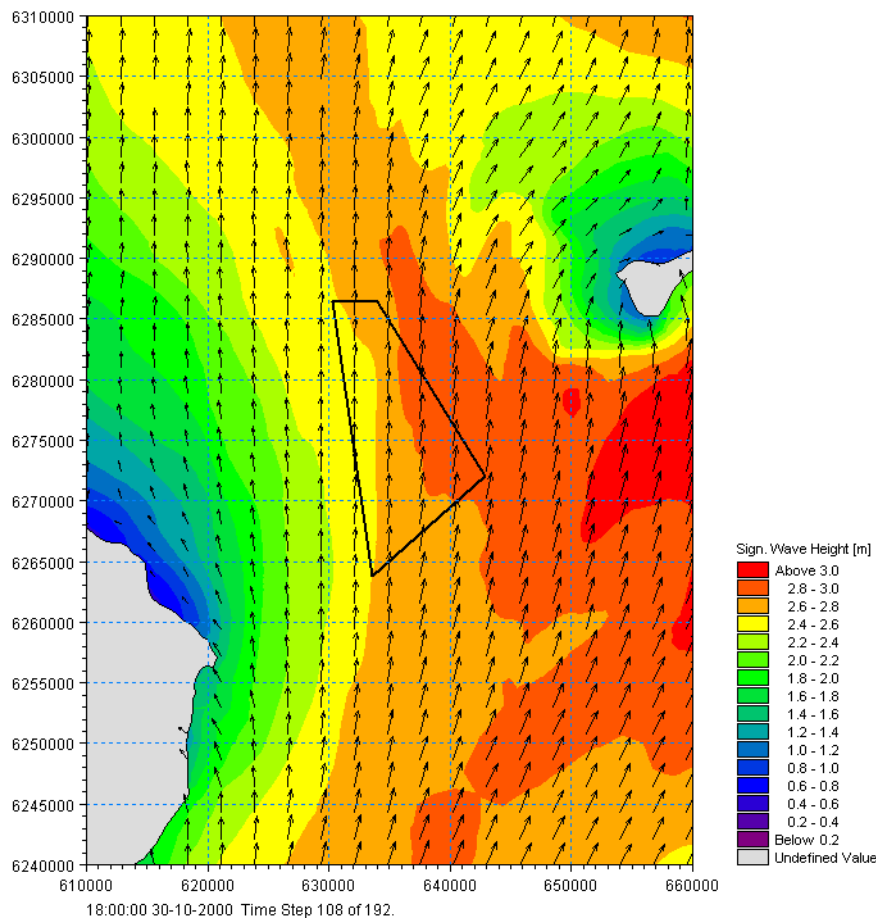 6310000
6305000
6300000
6295000
6290000
6285000
6280000
6275000
6270000
6265000
6260000
6255000
6250000
6245000
6240000
610000 620000 630000 640000 650000 660000
18:00:00 30-10-2000 Time Step 108 of 192.
Sign. Wave Height [m]
Above 3.0
2.8 - 3.0
2.6 - 2.8
2.4 - 2.6
2.2 - 2.4
2.0 - 2.2
1.8 - 2.0
1.6 - 1.8
1.4 - 1.6
1.2 - 1.4
1.0 - 1.2
0.8 - 1.0
0.6 - 0.8
0.4 - 0.6
0.2 - 0.4
Below 0.2
Undefined Value